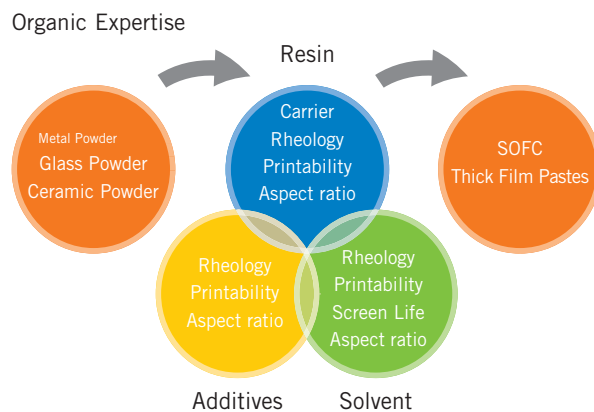 Organic Expertise
Resin
Metal Powder
Glass Powder
Ceramic Powder
Carrier
Rheology
Printability
Aspect ratio
SOFC
Thick Film Pastes
Rheology
Printability
Aspect ratio
Rheology
Printability
Screen Life
Aspect ratio
Additives
Solvent